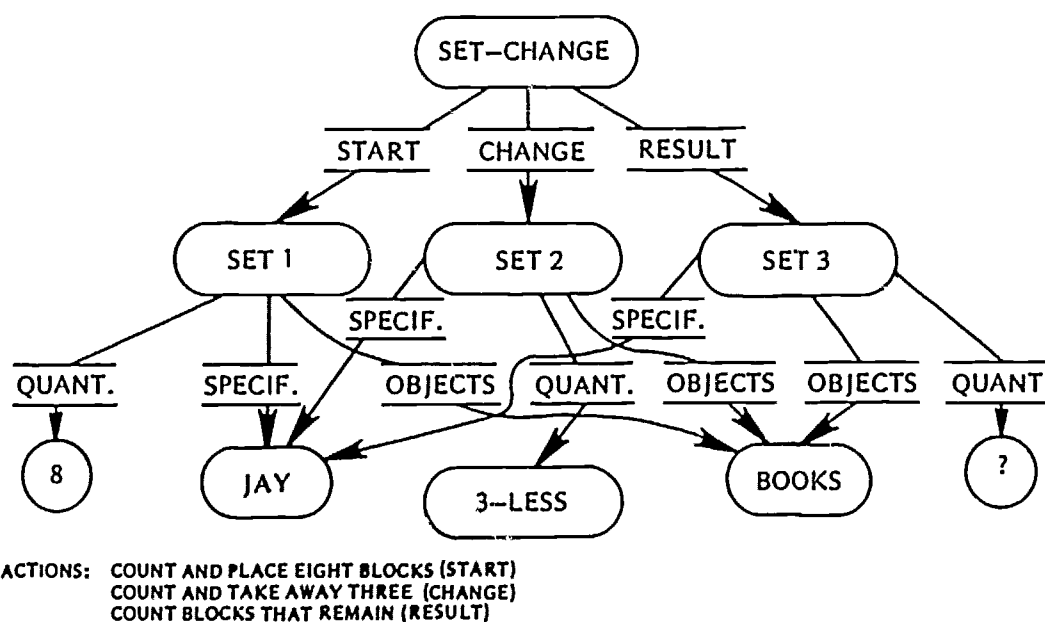 SET–CHANGE
START CHANGE RESULT
SET 1 SET 2 SET 3
SPECIF. SPECIF.
QUANT. SPECIF. OBJECTS QUANT. OBJECTS OBJECTS QUANT
8 JAY 3–LESS BOOKS ?
ACTIONS: COUNT AND PLACE EIGHT BLOCKS (START)
COUNT AND TAKE AWAY THREE (CHANGE)
COUNT BLOCKS THAT REMAIN (RESULT)